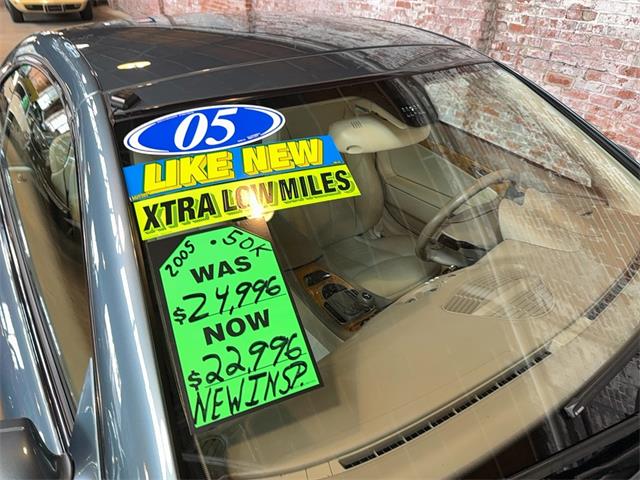 05
LIKE NEW
XTRA LOW MILES
2005 • 50K
WAS
$24,996
NOW
$22,996
NEW INSP.